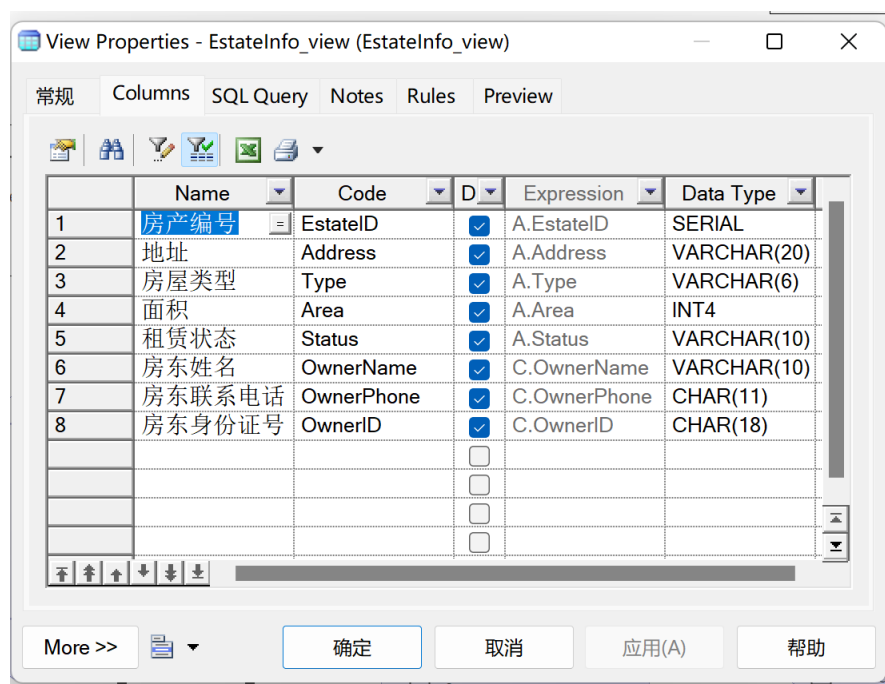 View Properties - EstateInfo_view (EstateInfo_view)
常规 Columns SQL Query Notes Rules Preview
Name Code D Expression Data Type
1 房产编号 = EstateID A.EstateID SERIAL
2 地址 Address A.Address VARCHAR(20)
3 房屋类型 Type A.Type VARCHAR(6)
4 面积 Area A.Area INT4
5 租赁状态 Status A.Status VARCHAR(10)
6 房东姓名 OwnerName C.OwnerName VARCHAR(10)
7 房东联系电话 OwnerPhone C.OwnerPhone CHAR(11)
8 房东身份证号 OwnerID C.OwnerID CHAR(18)
More >> 确定 取消 应用(A) 帮助